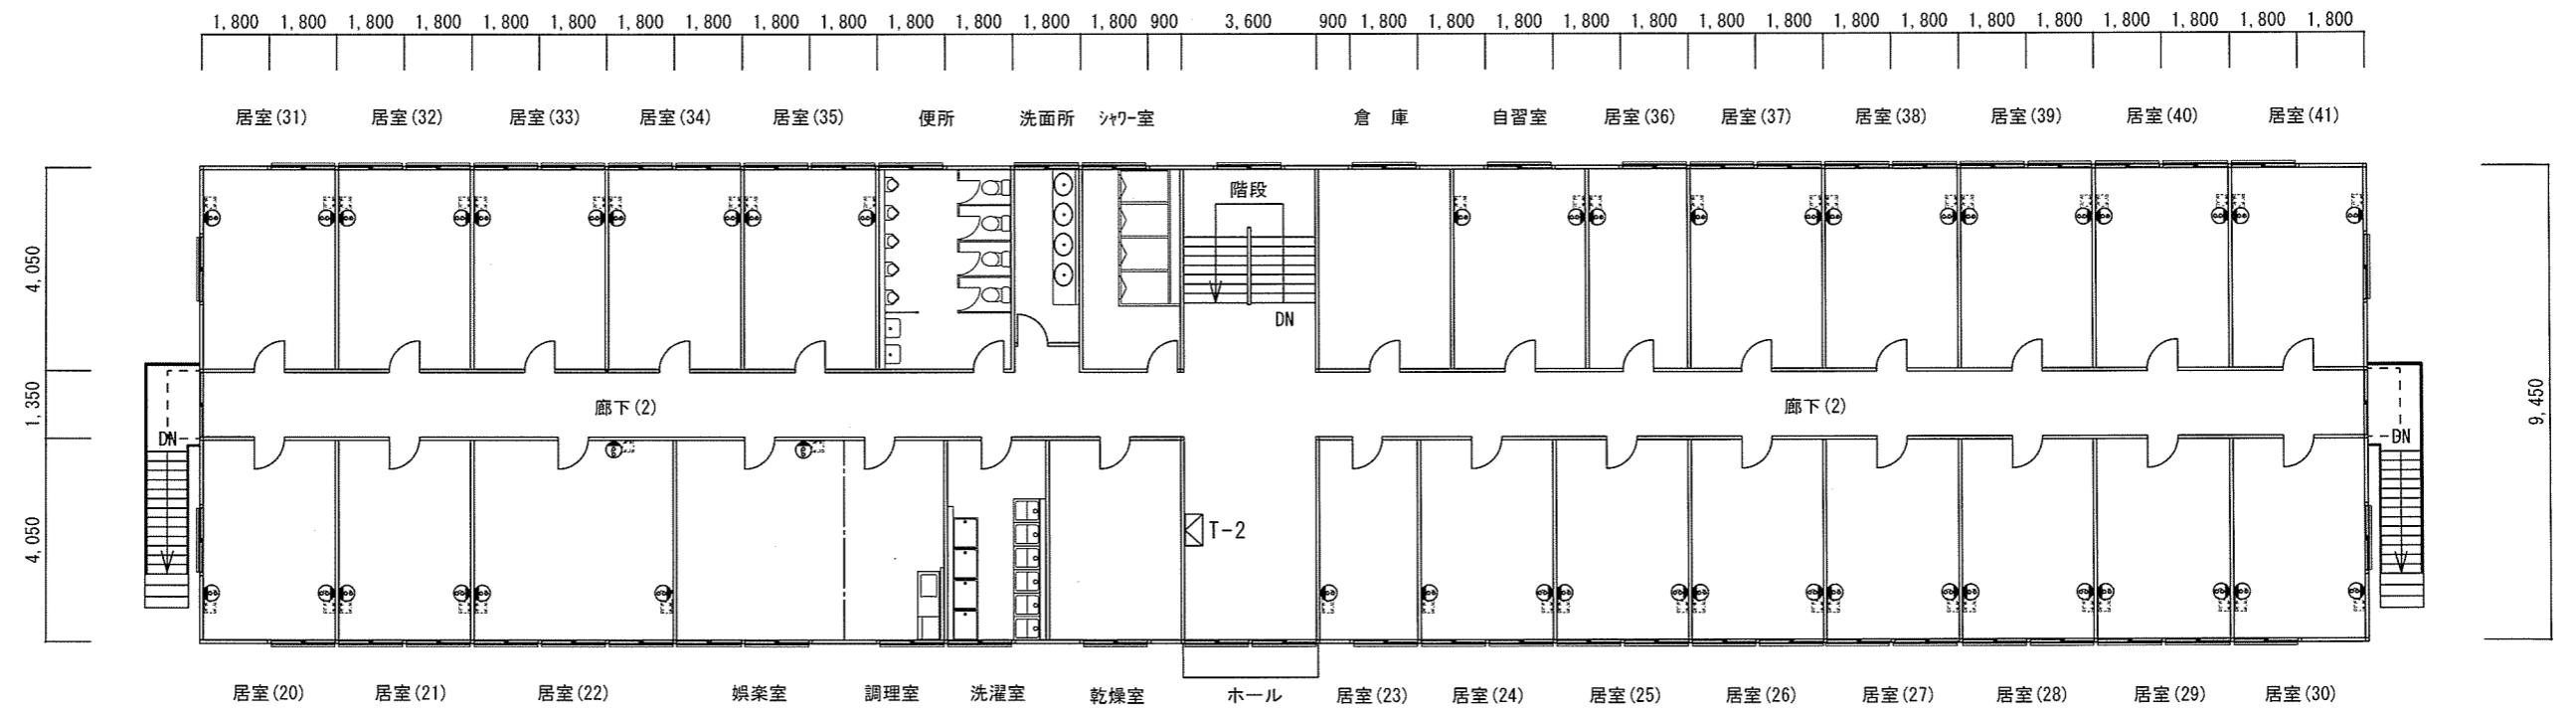 1,800 1,800 1,800 1,800 1,800 1,800 1,800 1,800 1,800 1,800 1,800 1,800 1,800 1,800 900 3,600 900 1,800 1,800 1,800 1,800 1,800 1,800 1,800 1,800 1,800 1,800 1,800 1,800 1,800 1,800 1,800
居室(31) 居室(32) 居室(33) 居室(34) 居室(35) 便所 洗面所 ｼｬﾜｰ室 倉 庫 自習室 居室(36) 居室(37) 居室(38) 居室(39) 居室(40) 居室(41)
階段
4,050
DN
1,350
廊下(2) 廊下(2)
9,450
DN DN
4,050
T-2
居室(20) 居室(21) 居室(22) 娯楽室 調理室 洗濯室 乾燥室 ホール 居室(23) 居室(24) 居室(25) 居室(26) 居室(27) 居室(28) 居室(29) 居室(30)